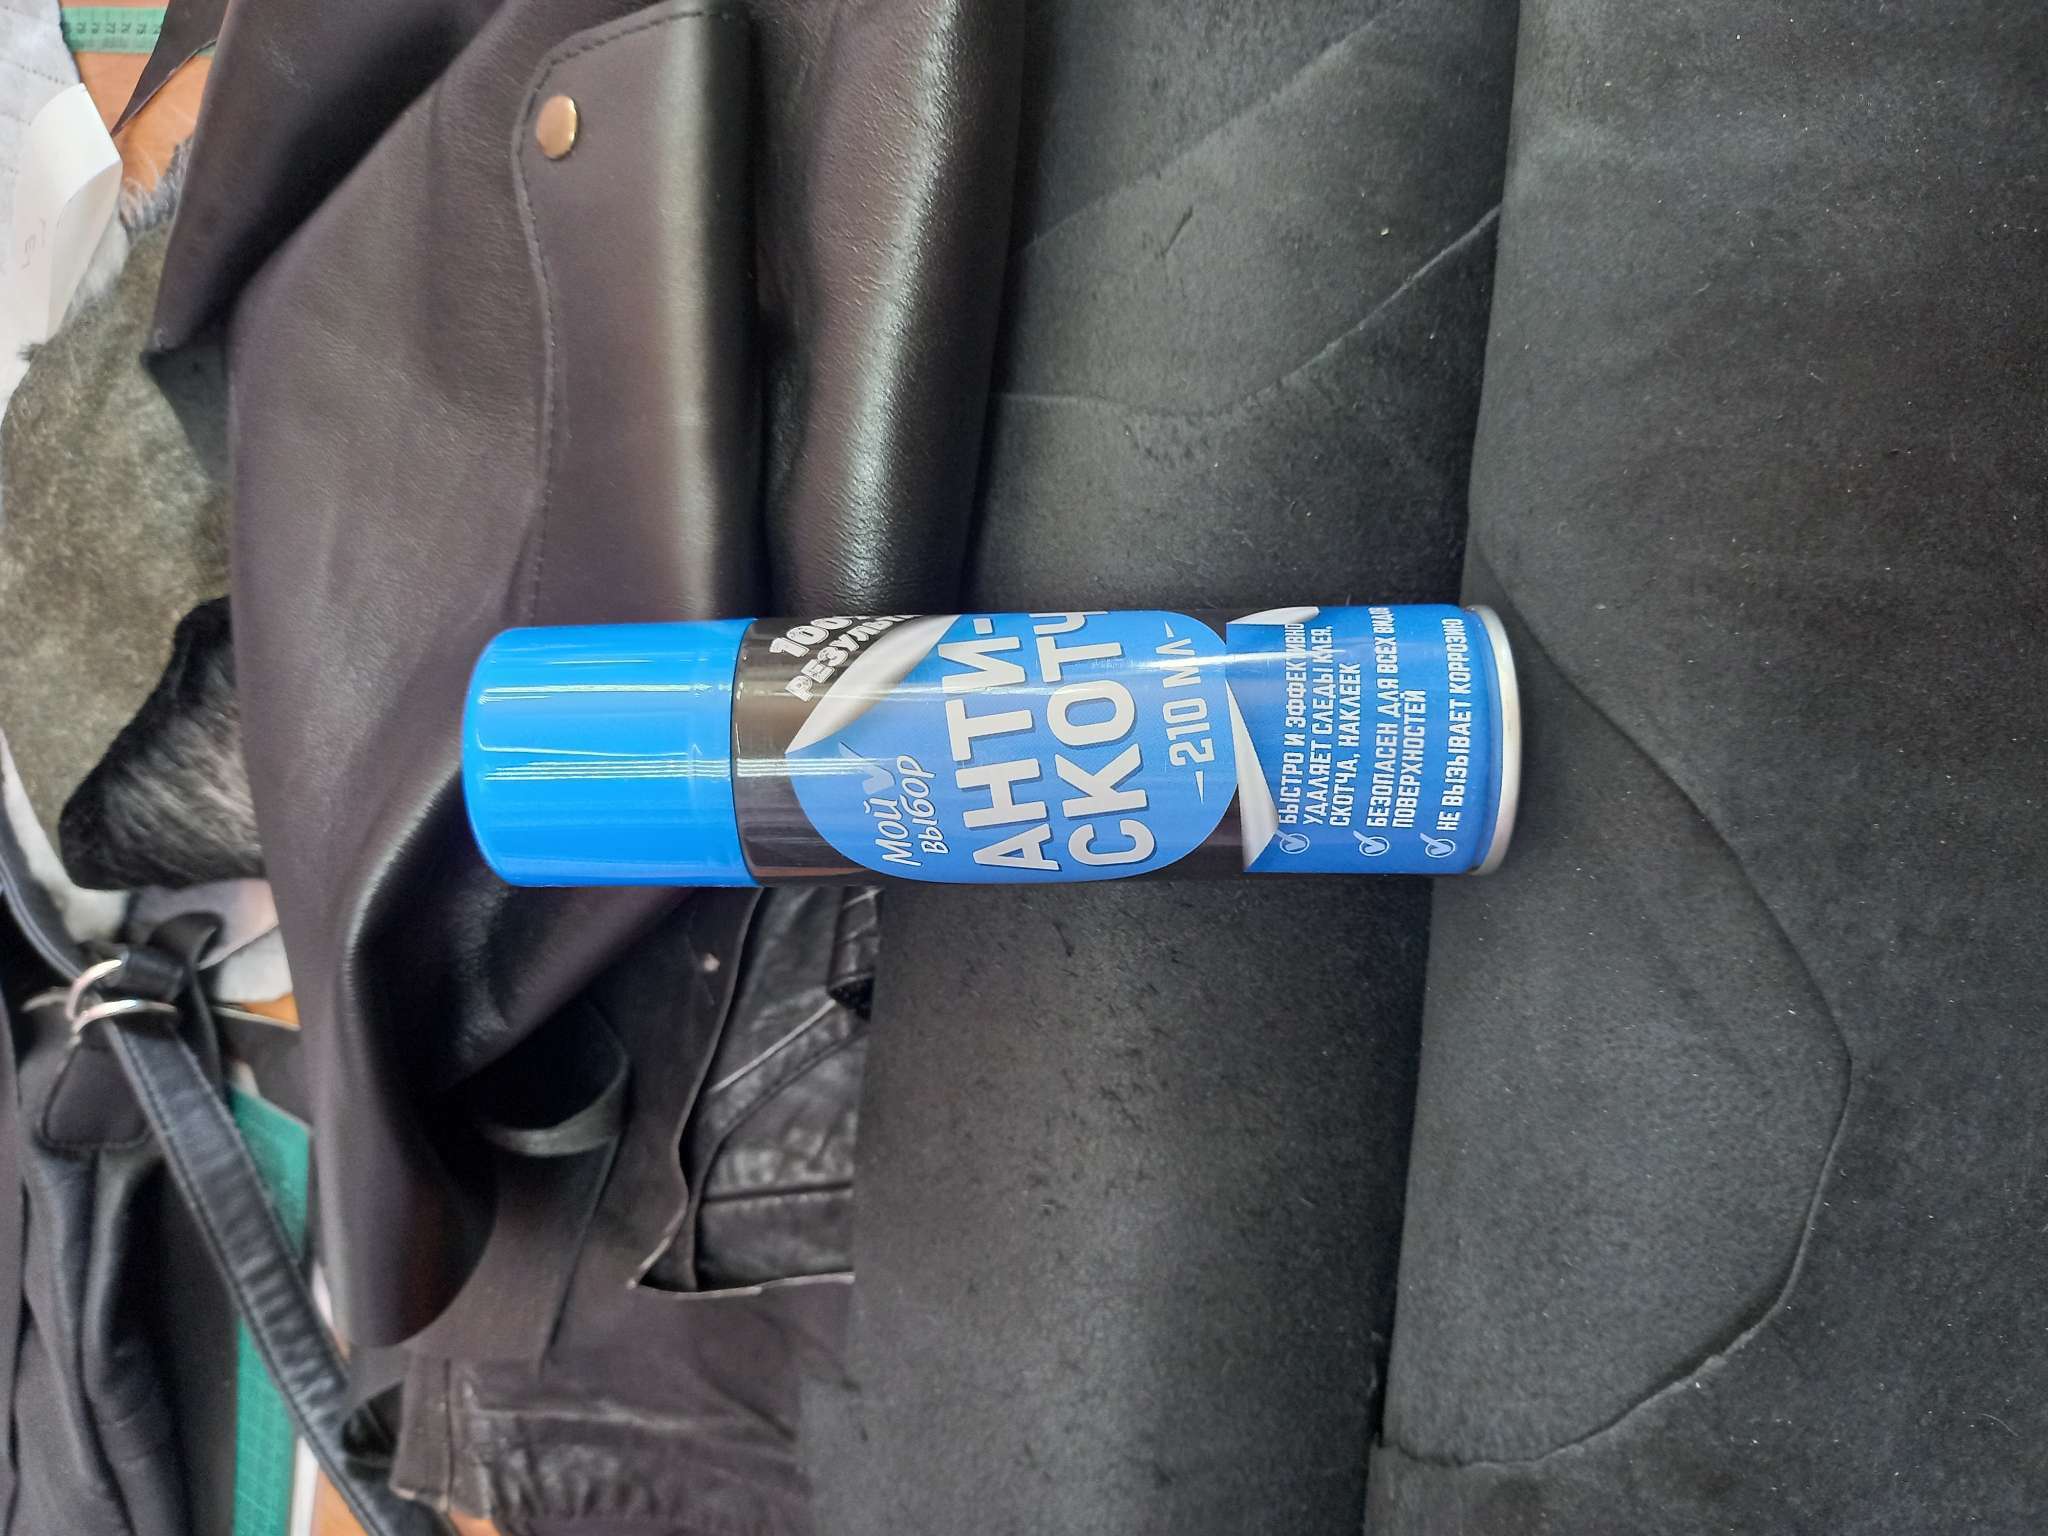 100%
Мой
выбор
АНТИ-
СКОТЧ
210 МЛ
БЫСТРО И ЭФФЕКТИВНО
УДАЛЯЕТ СЛЕДЫ КЛЕЯ,
СКОТЧА, НАКЛЕЕК
БЕЗОПАСЕН ДЛЯ ВСЕХ ВИДОВ
ПОВЕРХНОСТЕЙ
НЕ ВЫЗЫВАЕТ КОРРОЗИЮ